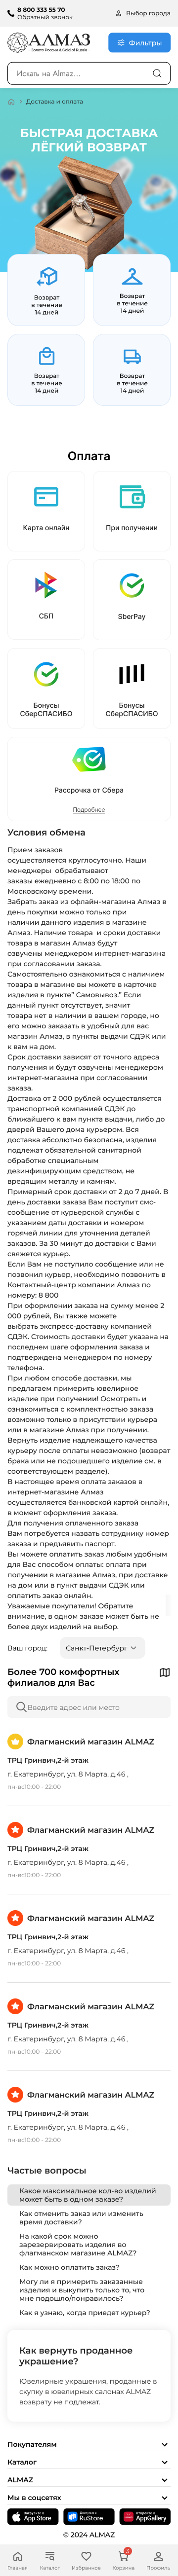 8 800 333 55 70
Обратный звонок
Выбор города
АЛМАЗ
Jewelry Precious & Gold of RUSSIA
Фильтры
Искать на Almaz...
Доставка и оплата
БЫСТРАЯ ДОСТАВКА
ЛЁГКИЙ ВОЗВРАТ
Возврат
в течение
14 дней
Возврат
в течение
14 дней
Возврат
в течение
14 дней
Возврат
в течение
14 дней
Оплата
Карта онлайн
При получении
СБП
SberPay
Бонусы
СберСПАСИБО
Бонусы
СберСПАСИБО
Рассрочка от Сбера
Подробнее
Условия обмена
Прием заказов
осуществляется круглосуточно. Наши
менеджеры обрабатывают
заказы ежедневно с 8:00 по 18:00 по
Московскому времени.
Забрать заказ из офлайн-магазина Алмаз в
день покупки можно только при
наличии данного изделия в магазине
Алмаз. Наличие товара и сроки доставки
товара в магазин Алмаз будут
озвучены менеджером интернет-магазина
при согласовании заказа.
Самостоятельно ознакомиться с наличием
товара в магазине вы можете в карточке
изделия в пункте" Самовывоз." Если
данный пункт отсутствует, значит
товара нет в наличии в вашем городе, но
его можно заказать в удобный для вас
магазин Алмаз, в пункты выдачи СДЭК или
к вам на дом.
Срок доставки зависит от точного адреса
получения и будут озвучены менеджером
интернет-магазина при согласовании
заказа.
Доставка от 2 000 рублей осуществляется
транспортной компанией СДЭК до
ближайшего к вам пункта выдачи, либо до
дверей Вашего дома курьером. Вся
доставка абсолютно безопасна, изделия
подлежат обязательной санитарной
обработке специальным
дезинфицирующим средством, не
вредящим металлу и камням.
Примерный срок доставки от 2 до 7 дней. В
день доставки заказа Вам поступит смс-
сообщение от курьерской службы с
указанием даты доставки и номером
горячей линии для уточнения деталей
заказов. За 30 минут до доставки с Вами
свяжется курьер.
Если Вам не поступило сообщение или не
позвонил курьер, необходимо позвонить в
Контактный-центр компании Алмаз по
номеру: 8 800
При оформлении заказа на сумму менее 2
000 рублей, Вы также можете
выбрать экспресс-доставку компанией
СДЭК. Стоимость доставки будет указана на
последнем шаге оформления заказа и
подтверждена менеджером по номеру
телефона.
При любом способе доставки, мы
предлагаем примерить ювелирное
изделие при получении! Осмотреть и
ознакомиться с комплектностью заказа
возможно только в присутствии курьера
или в магазине Алмаз при получении.
Вернуть изделие надлежащего качества
курьеру после оплаты невозможно (возврат
брака или не подошедшего изделие см. в
соответствующем разделе).
В настоящее время оплата заказов в
интернет-магазине Алмаз
осуществляется банковской картой онлайн,
в момент оформления заказа.
Для получения оплаченного заказа
Вам потребуется назвать сотруднику номер
заказа и предъявить паспорт.
Вы можете оплатить заказ любым удобным
для Вас способом оплаты: оплата при
получении в магазине Алмаз, при доставке
на дом или в пункт выдачи СДЭК или
оплатить заказ онлайн.
Уважаемые покупатели! Обратите
внимание, в одном заказе может быть не
более двух изделий на выбор.
Ваш город:
Санкт-Петербург
Более 700 комфортных
филиалов для Вас
Введите адрес или место
Флагманский магазин ALMAZ
ТРЦ Гринвич,2-й этаж
г. Екатеринбург, ул. 8 Марта, д.46 ,
пн-вс10:00 - 22:00
Флагманский магазин ALMAZ
ТРЦ Гринвич,2-й этаж
г. Екатеринбург, ул. 8 Марта, д.46 ,
пн-вс10:00 - 22:00
Флагманский магазин ALMAZ
ТРЦ Гринвич,2-й этаж
г. Екатеринбург, ул. 8 Марта, д.46 ,
пн-вс10:00 - 22:00
Флагманский магазин ALMAZ
ТРЦ Гринвич,2-й этаж
г. Екатеринбург, ул. 8 Марта, д.46 ,
пн-вс10:00 - 22:00
Флагманский магазин ALMAZ
ТРЦ Гринвич,2-й этаж
г. Екатеринбург, ул. 8 Марта, д.46 ,
пн-вс10:00 - 22:00
Частые вопросы
Какое максимальное кол-во изделий
может быть в одном заказе?
Как отменить заказ или изменить
время доставки?
На какой срок можно
зарезервировать изделия во
флагманском магазине ALMAZ?
Как можно оплатить заказ?
Могу ли я примерить заказанные
изделия и выкупить только то, что
мне подошло/понравилось?
Как я узнаю, когда приедет курьер?
Как вернуть проданное
украшение?
Ювелирные украшения, проданные в
скупку в ювелирных салонах ALMAZ
возврату не подлежат.
Покупателям
Каталог
ALMAZ
Мы в соцсетях
App Store
Google Play
AppGallery
© 2024 ALMAZ
2
Главная
Каталог
Избранное
Корзина
Профиль